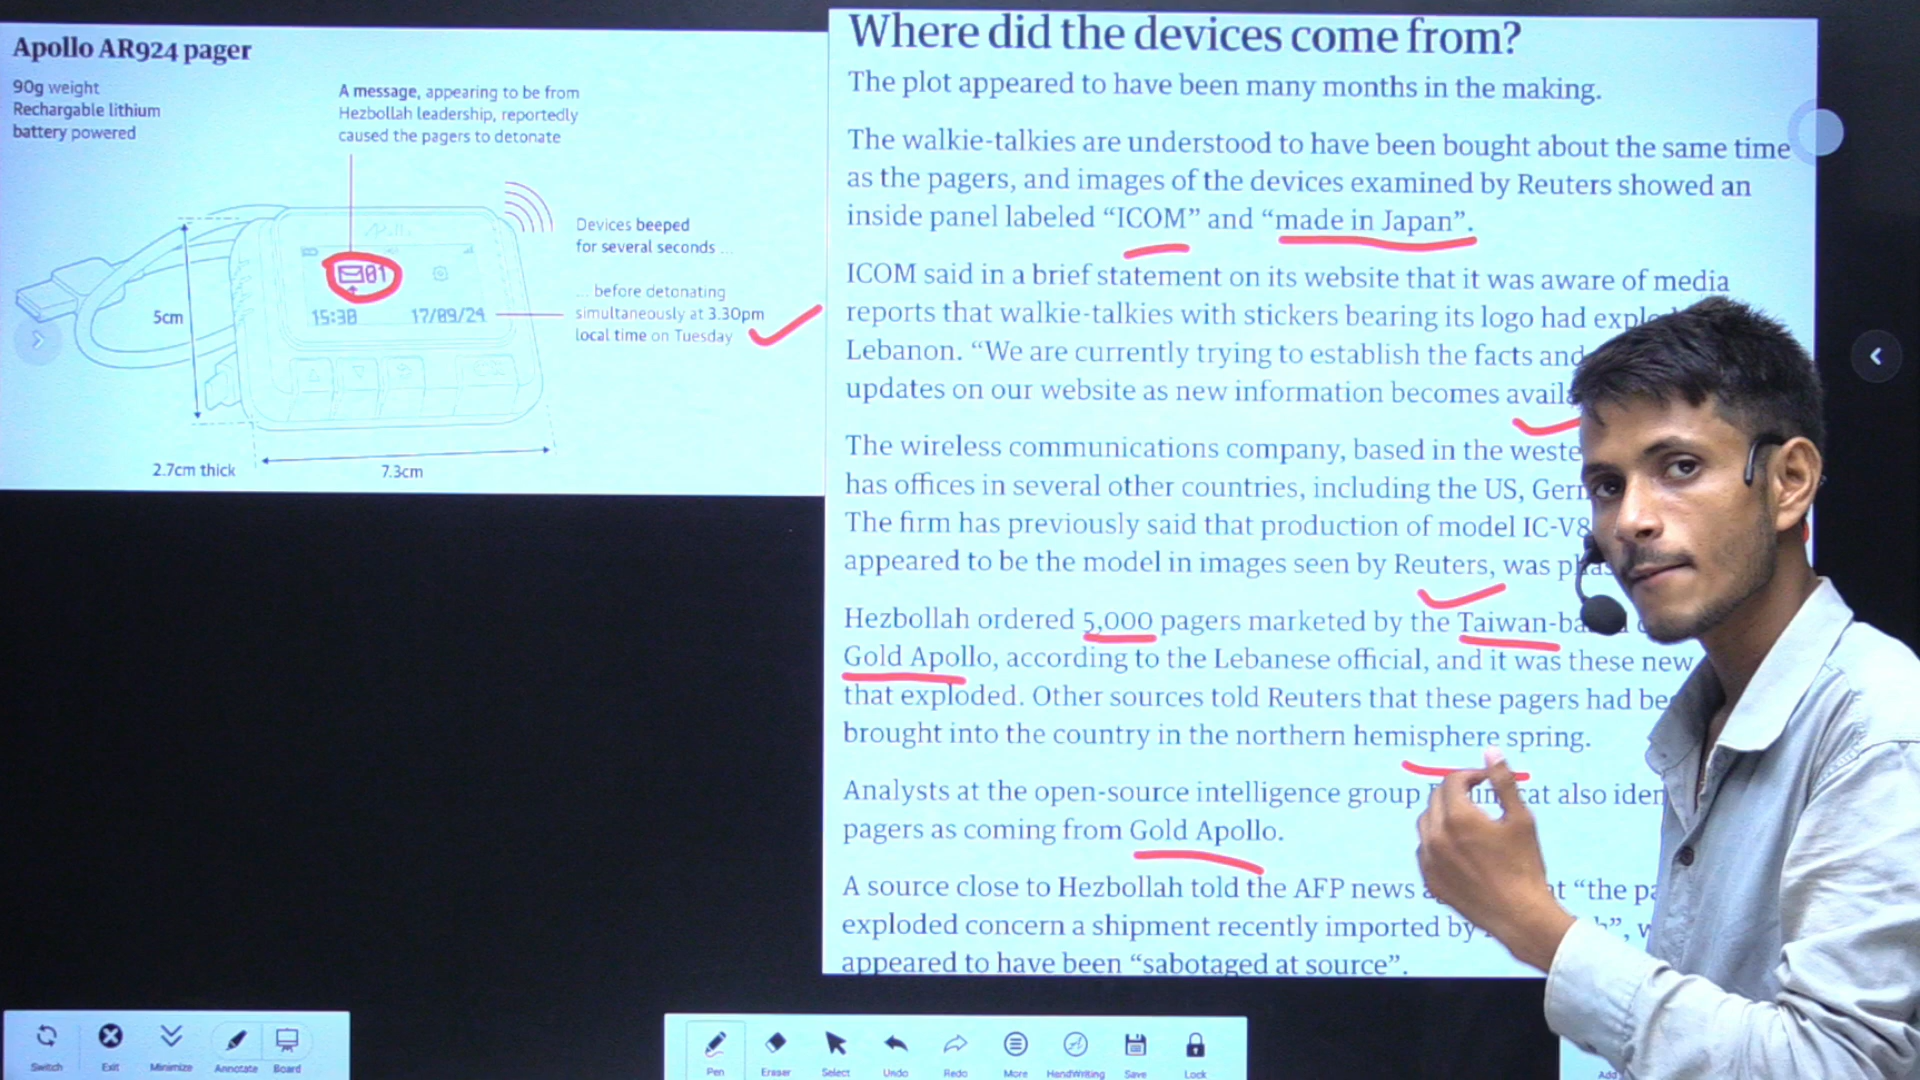 Apollo AR924 pager
90g weight
Rechargable lithium
battery powered
A message, appearing to be from
Hezbollah leadership, reportedly
caused the pagers to detonate
Devices beeped
for several seconds ...
... before detonating
simultaneously at 3.30pm
local time on Tuesday
01
15:30 17/09/24
5cm
2.7cm thick
7.3cm
Where did the devices come from?
The plot appeared to have been many months in the making.
The walkie-talkies are understood to have been bought about the same time
as the pagers, and images of the devices examined by Reuters showed an
inside panel labeled “ICOM” and “made in Japan”.
ICOM said in a brief statement on its website that it was aware of media
reports that walkie-talkies with stickers bearing its logo had
Lebanon. “We are currently trying to establish the facts and
updates on our website as new information becomes
The wireless communications company, based in the
has offices in several other countries, including the US,
The firm has previously said that production of model
appeared to be the model in images seen by Reuters, was
Hezbollah ordered 5,000 pagers marketed by the
Gold Apollo, according to the Lebanese official, and it was these new
that exploded. Other sources told Reuters that these pagers had
brought into the country in the northern hemisphere spring.
Analysts at the open-source intelligence group also
pagers as coming from Gold Apollo.
A source close to Hezbollah told the AFP news “the
exploded concern a shipment recently imported by
appeared to have been “sabotaged at source”.
Switch Exit Minimize Annotate Board
Pen Eraser Select Undo Redo More HandWriting Save Lock
Add